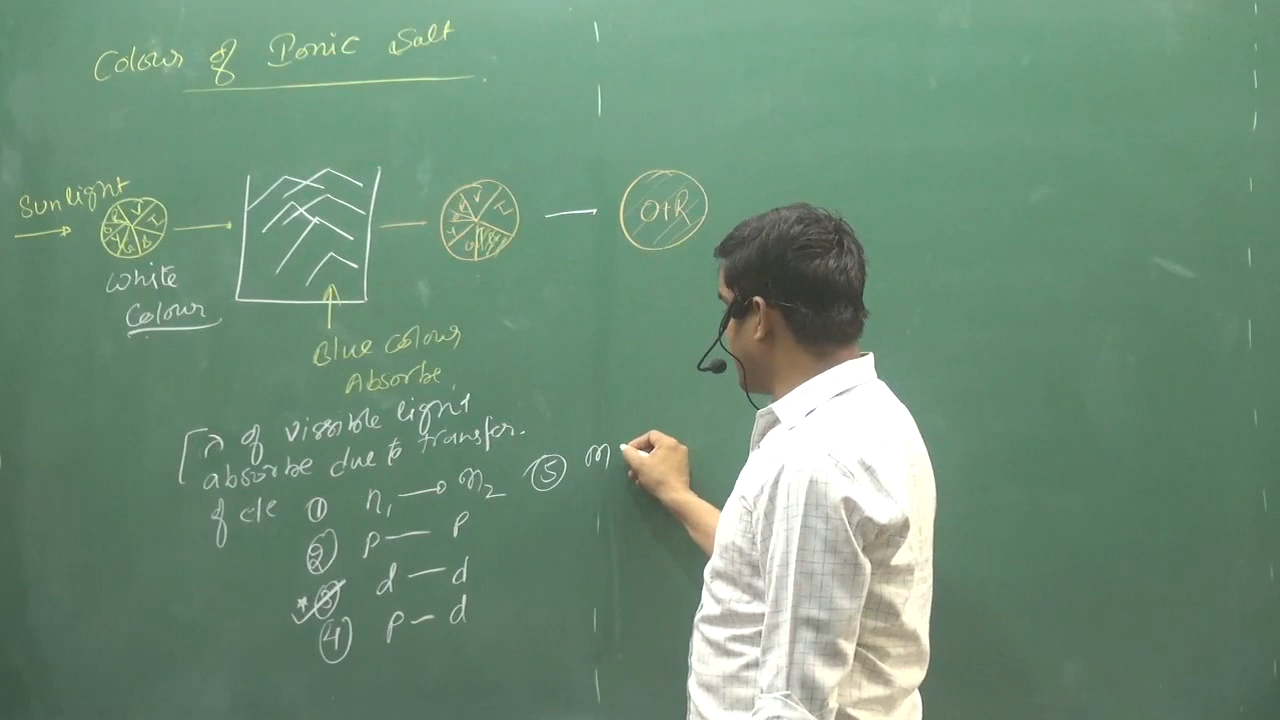 Colour of Ionic Salt
Sunlight
R V I B G Y O
White
Colour
Blue Colour
Absorbe
V I
O+R
[λ of vissible light
absorbe due to transfer.
of e/c ① n₁ → n₂ ⑤ m
② p — p
③ d — d
④ p — d